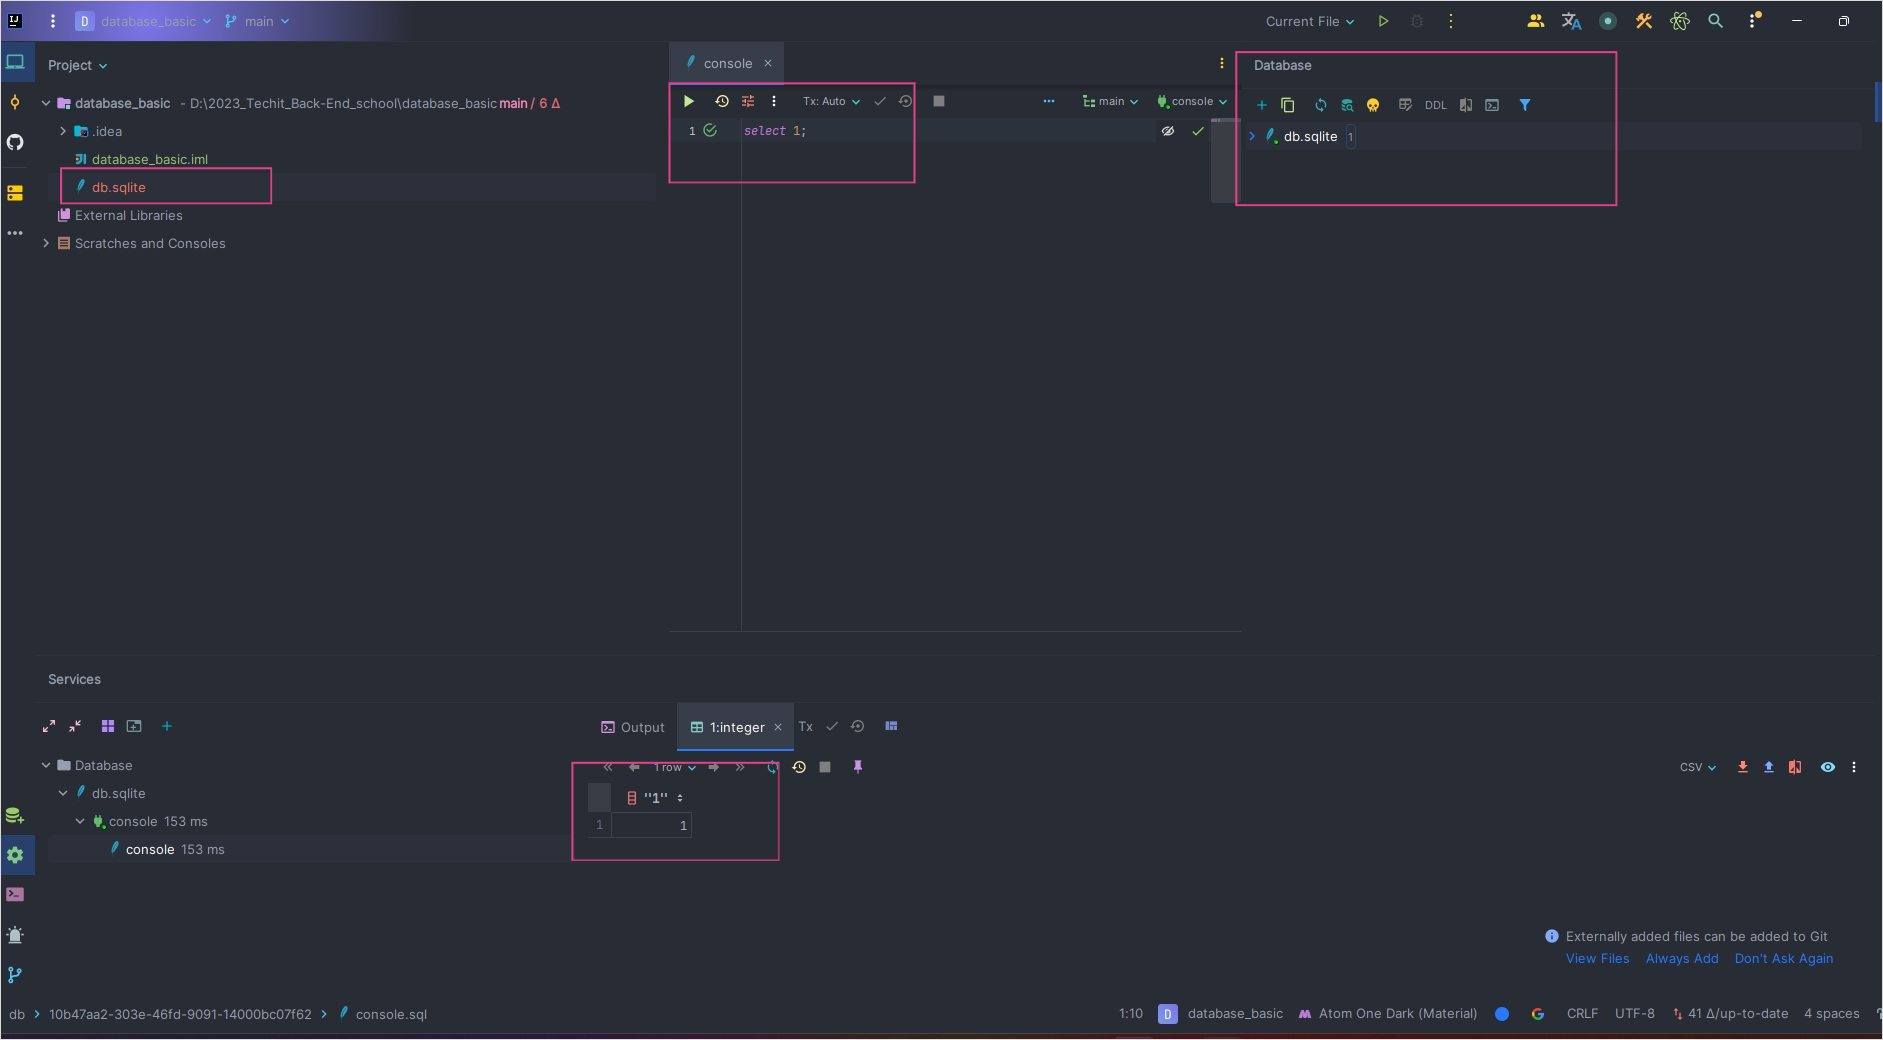 D database_basic main Current File
Project
console
Database
database_basic - D:\2023_Techit_Back-End_school\database_basic main / 6 Δ
Tx: Auto
main
console
DDL
.idea
1 select 1;
db.sqlite 1
database_basic.iml
db.sqlite
External Libraries
Scratches and Consoles
Services
Output
1:integer
Tx
Database
1 row
CSV
db.sqlite
"1"
console 153 ms
1 1
console 153 ms
Externally added files can be added to Git
View Files Always Add Don't Ask Again
db > 10b47aa2-303e-46fd-9091-14000bc07f62 > console.sql
1:10 D database_basic Atom One Dark (Material) CRLF UTF-8 41 Δ/up-to-date 4 spaces